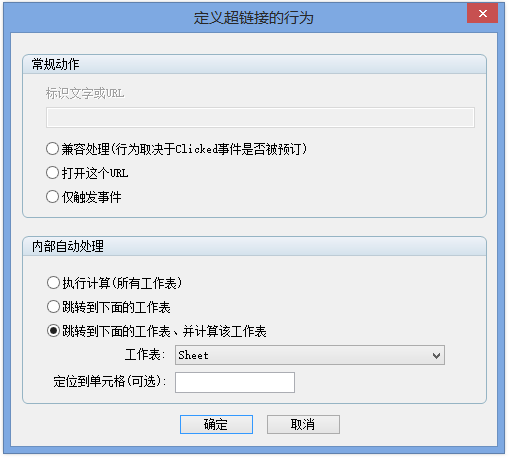 定义超链接的行为
常规动作
标识文字或URL
兼容处理(行为取决于Clicked事件是否被预订)
打开这个URL
仅触发事件
内部自动处理
执行计算(所有工作表)
跳转到下面的工作表
跳转到下面的工作表、并计算该工作表
工作表: Sheet
定位到单元格(可选):
确定 取消